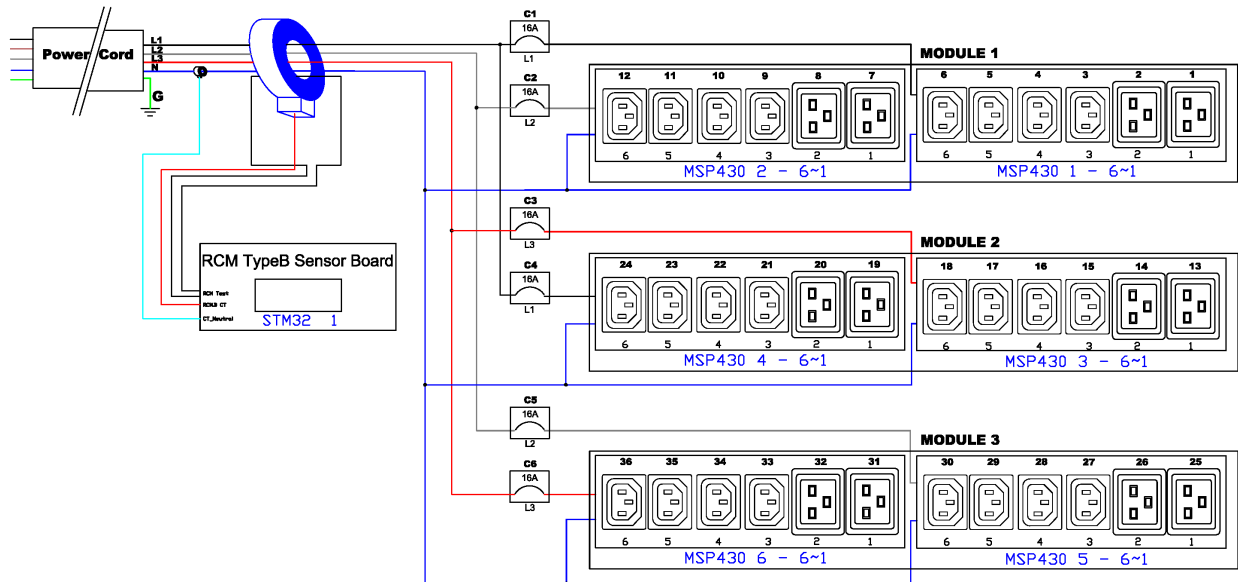 Power Cord
L1
L2
L3
N
G
C1
16A
L1
C2
16A
L2
MODULE 1
12 11 10 9 8 7 6 5 4 3 2 1
6 5 4 3 2 1 6 5 4 3 2 1
MSP430 2 - 6~1 MSP430 1 - 6~1
C3
16A
L3
C4
16A
L1
MODULE 2
24 23 22 21 20 19 18 17 16 15 14 13
6 5 4 3 2 1 6 5 4 3 2 1
MSP430 4 - 6~1 MSP430 3 - 6~1
RCM TypeB Sensor Board
RCM Test
RCMB CT
CT_Neutral
STM32 1
C5
16A
L2
C6
16A
L3
MODULE 3
36 35 34 33 32 31 30 29 28 27 26 25
6 5 4 3 2 1 6 5 4 3 2 1
MSP430 6 - 6~1 MSP430 5 - 6~1